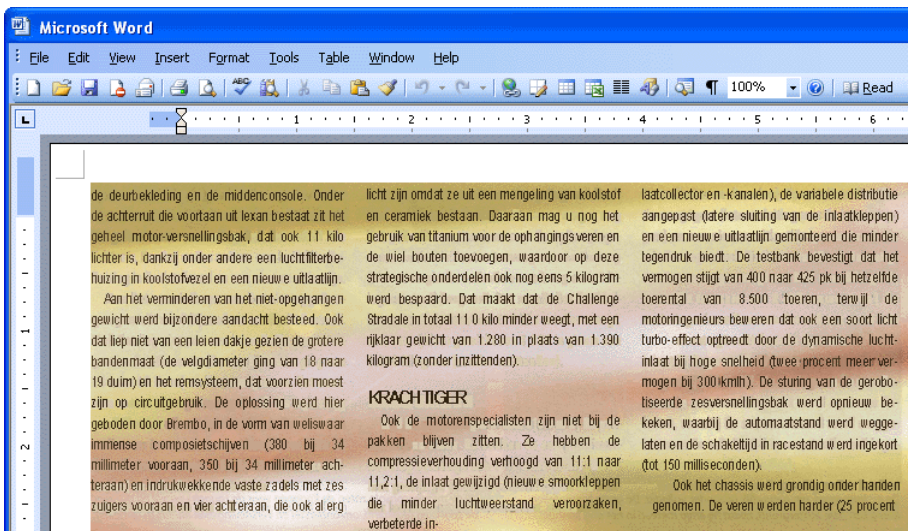 Microsoft Word
File Edit View Insert Format Tools Table Window Help
100% Read
1 2 3 4 5 6
de deurbekleding en de middenconsole. Onder
de achterruit die voortaan uit lexan bestaat zit het
geheel motor-versnellingsbak, dat ook 11 kilo
lichter is, dankzij onder andere een luchtfilterbe-
huizing in koolstofvezel en een nieuwe uitlaatlijn.
Aan het verminderen van het niet-opgehangen
gewicht werd bijzondere aandacht besteed. Ook
dat liep niet van een leien dakje gezien de grotere
bandenmaat (de velgdiameter ging van 18 naar
19 duim) en het remsysteem, dat voorzien moest
zijn op circuitgebruik. De oplossing werd hier
geboden door Brembo, in de vorm van weliswaar
immense composietschijven (380 bij 34
millimeter vooraan, 350 bij 34 millimeter ach-
teraan) en indrukwekkende vaste zadels met zes
zuigers vooraan en vier achteraan, die ook al erg
licht zijn omdat ze uit een mengeling van koolstof
en ceramiek bestaan. Daaraan mag u nog het
gebruik van titanium voor de ophangingsveren en
de wiel bouten toevoegen, waardoor op deze
strategische onderdelen ook nog eens 5 kilogram
werd bespaard. Dat maakt dat de Challenge
Stradale in totaal 110 kilo minder weegt, met een
rijklaar gewicht van 1.280 in plaats van 1.390
kilogram (zonder inzittenden).
KRACHTIGER
Ook de motorenspecialisten zijn niet bij de
pakken blijven zitten. Ze hebben de
compressieverhouding verhoogd van 11:1 naar
11,2:1, de inlaat gewijzigd (nieuwe smoorkleppen
die minder luchtweerstand veroorzaken,
verbeterde in-
laatcollector en -kanalen), de variabele distributie
aangepast (latere sluiting van de inlaatkleppen)
en een nieuwe uitlaatlijn gemonteerd die minder
tegendruk biedt. De testbank bevestigt dat het
vermogen stijgt van 400 naar 425 pk bij hetzelfde
toerental van 8.500 toeren, terwijl de
motoringenieurs beweren dat ook een soort licht
turbo-effect optreedt door de dynamische lucht-
inlaat bij hoge snelheid (twee procent meer ver-
mogen bij 300 kmlh). De sturing van de gerobo-
tiseerde zesversnellingsbak werd opnieuw be-
keken, waarbij de automaatstand werd wegge-
laten en de schakeltijd in racestand werd ingekort
(tot 150 milliseconden).
Ook het chassis werd grondig onder handen
genomen. De veren werden harder (25 procent
1
2